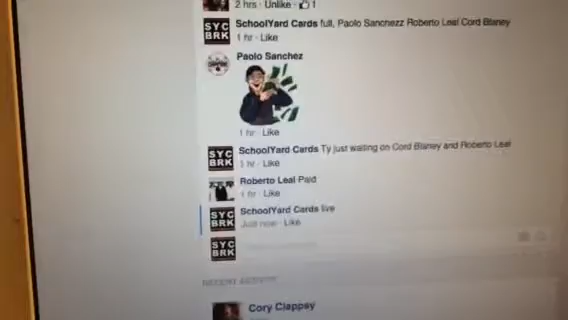 2 hrs · Unlike · 1
SYC BRK
SchoolYard Cards full, Paolo Sanchezz Roberto Leal Cord Blaney
1 hr · Like
Paolo Sanchez
1 hr · Like
SYC BRK
SchoolYard Cards Ty just waiting on Cord Blaney and Roberto Leal
1 hr · Like
Roberto Leal Paid
1 hr · Like
SYC BRK
SchoolYard Cards live
Just now · Like
SYC BRK
RECENT ACTIVITY
Cory Clappsy